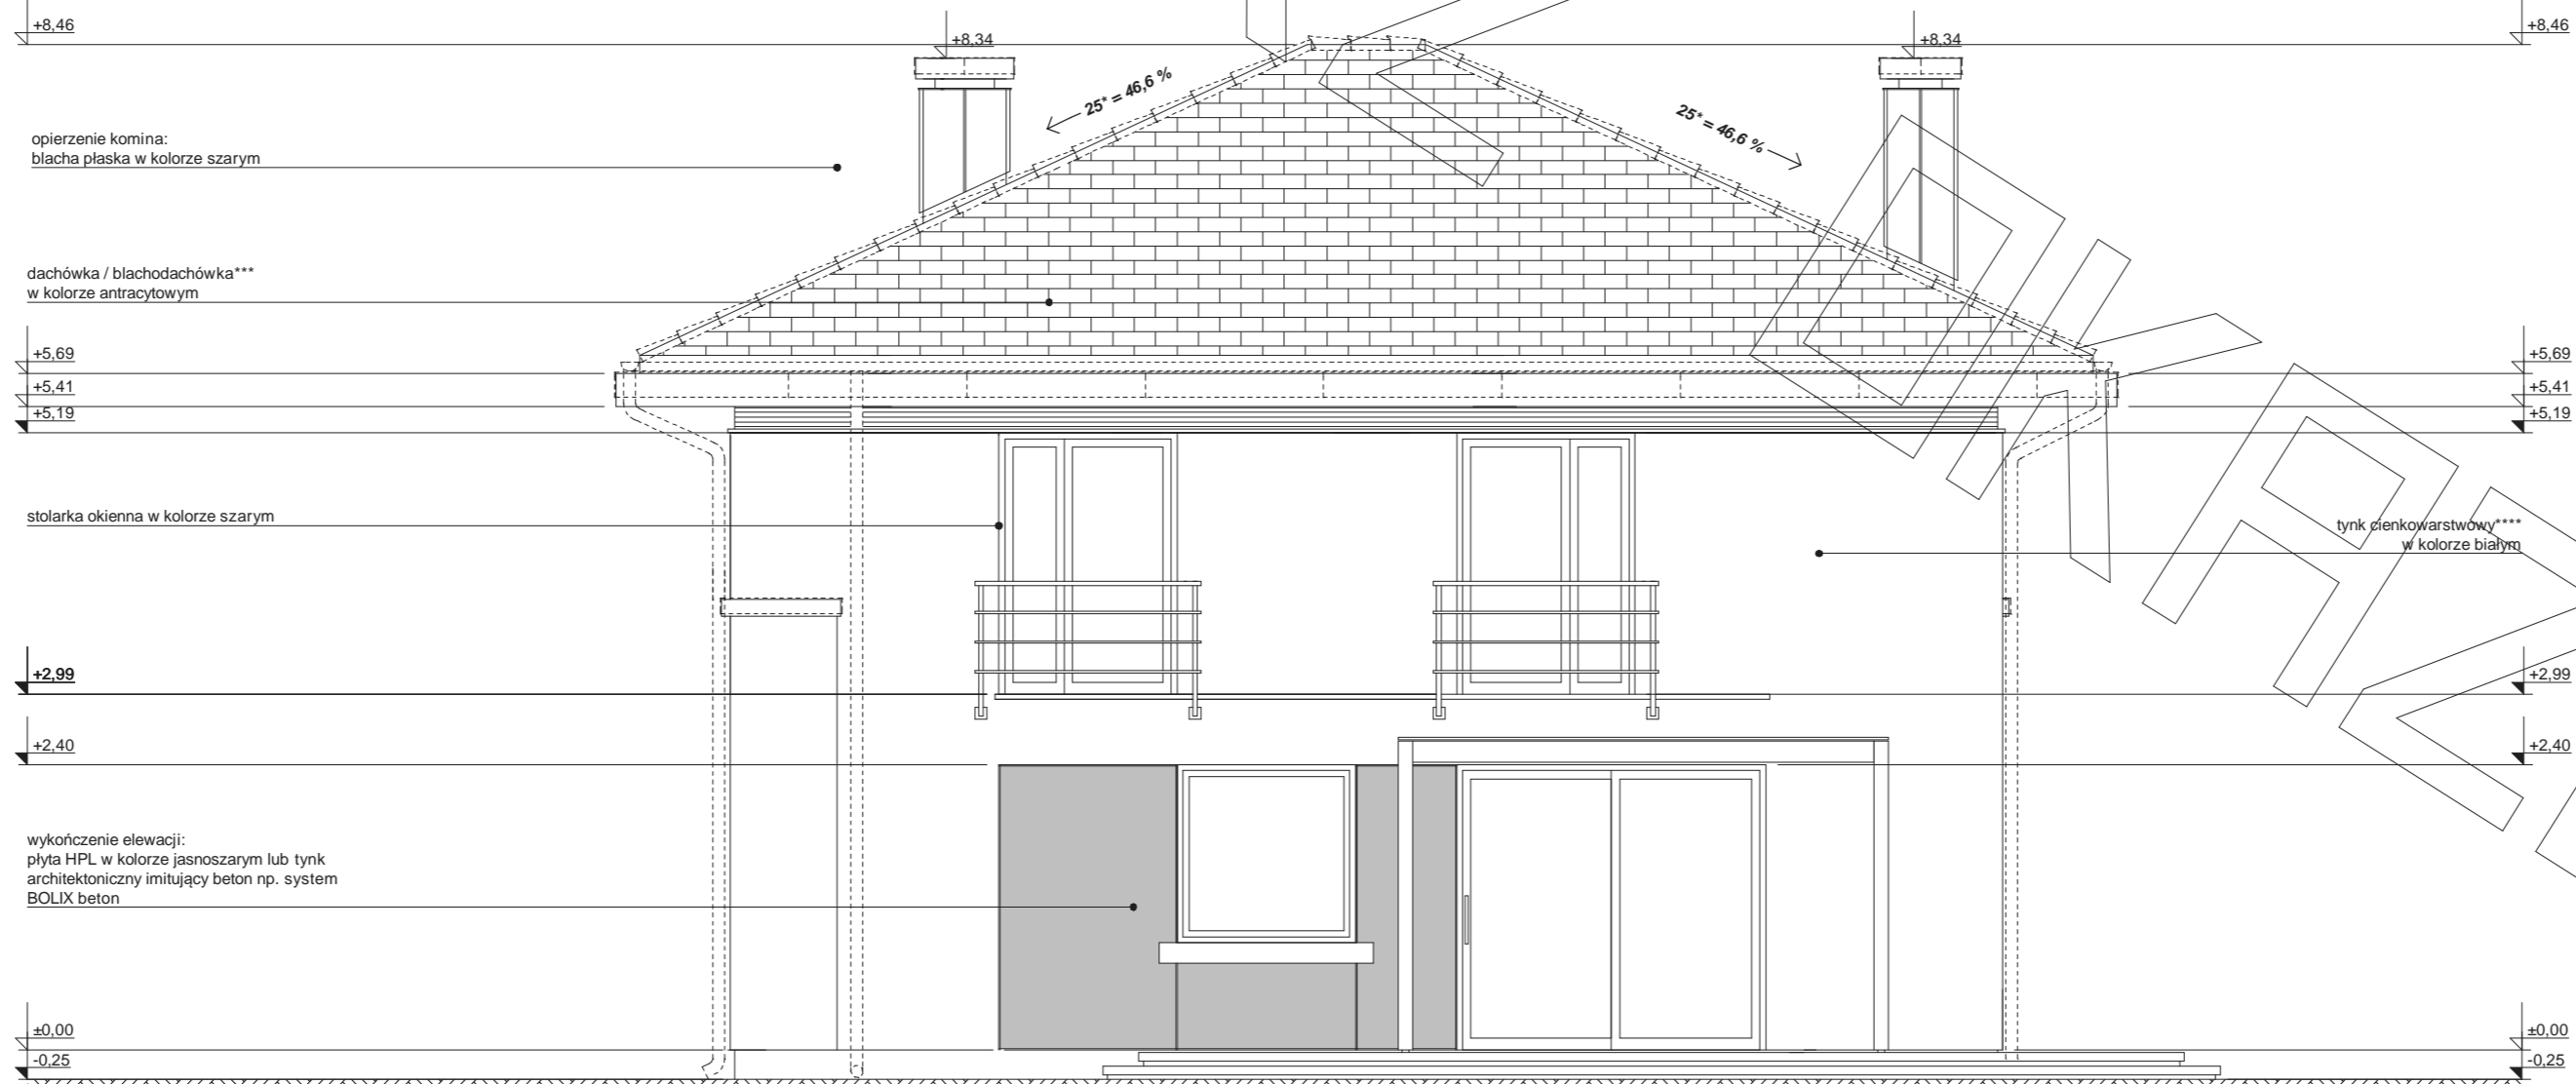 +8,46
+8,34
+8,34
+8,46
25* = 46,6 %
25* = 46,6 %
opierzenie komina:
blacha płaska w kolorze szarym
dachówka / blachodachówka***
w kolorze antracytowym
+5,69
+5,41
+5,19
+5,69
+5,41
+5,19
stolarka okienna w kolorze szarym
tynk cienkowarstwowy****
w kolorze białym
+2,99
+2,99
+2,40
+2,40
wykończenie elewacji:
płyta HPL w kolorze jasnoszarym lub tynk
architektoniczny imitujący beton np. system
BOLIX beton
±0,00
-0,25
±0,00
-0,25